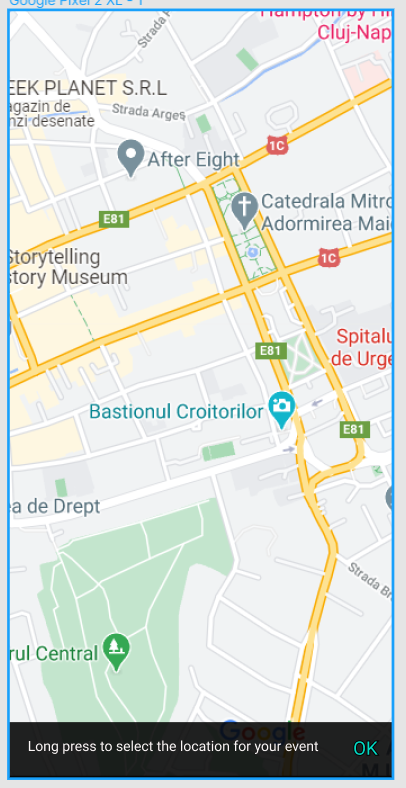 Google Pixel 2 XL - 1
Hampton by Hi
Cluj-Nap
Strada
EEK PLANET S.R.L
agazin de
nzi desenate
Strada Argeș
1C
After Eight
Catedrala Mitro
Adormirea Mai
E81
1C
Storytelling
story Museum
E81
Spitalu
de Urge
Bastionul Croitorilor
E81
ea de Drept
Strada Br
rul Central
Google
Long press to select the location for your event
OK